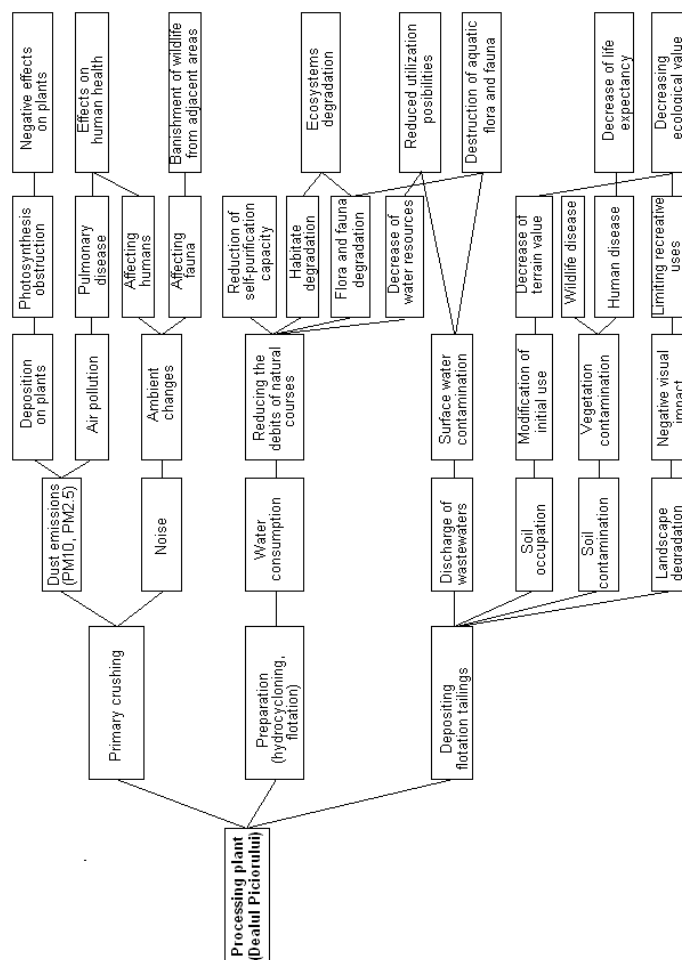 Negative effects
on plants
Effects on
human health
Banishment of wildlife
from adjacent areas
Ecosystems
degradation
Reduced utilization
posibilities
Destruction of aquatic
flora and fauna
Decrease of life
expectancy
Decreasing
ecological value
Photosynthesis
obstruction
Pulmonary
disease
Affecting
humans
Affecting
fauna
Reduction of
self-purification
capacity
Habitate
degradation
Flora and fauna
degradation
Decrease of
water resources
Decrease of
terrain value
Wildlife disease
Human disease
Limiting recreative
uses
Deposition
on plants
Air pollution
Ambient
changes
Reducing the
debits of natural
courses
Surface water
contamination
Modification of
initial use
Vegetation
contamination
Negative visual
impact
Dust emissions
(PM10, PM2.5)
Noise
Water
consumption
Discharge of
wastewaters
Soil
occupation
Soil
contamination
Landscape
degradation
Primary crushing
Preparation
(hydrocycloning,
flotation)
Depositing
flotation tailings
Processing plant
(Dealul Piciorului)